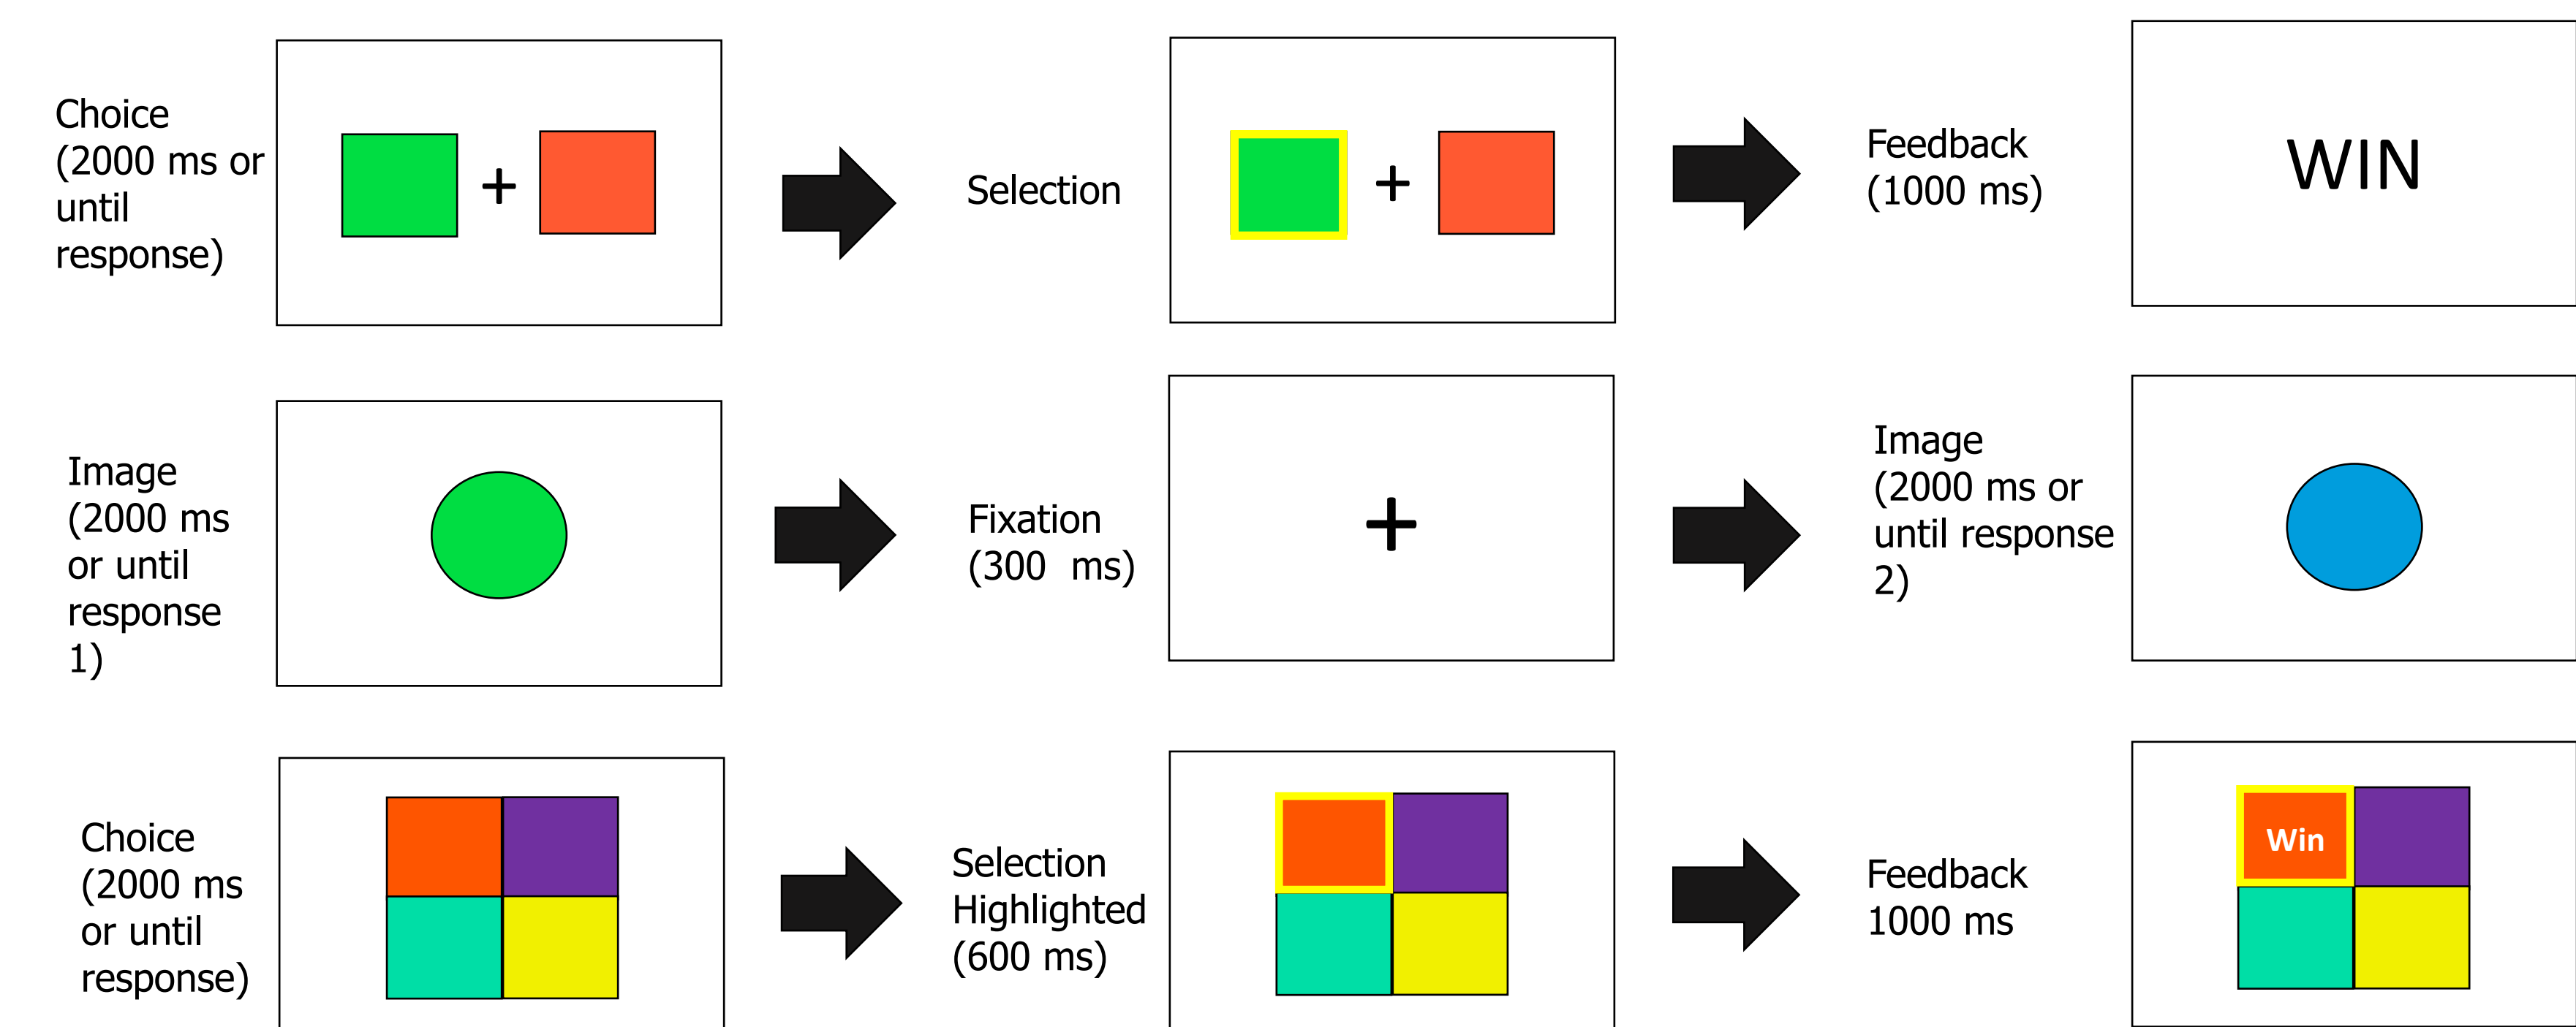 Choice
(2000 ms or
until
response)
+
Selection
+
Feedback
(1000 ms)
WIN
Image
(2000 ms
or until
response
1)
Fixation
(300  ms)
+
Image
(2000 ms or
until response
2)
Choice
(2000 ms
or until
response)
Selection
Highlighted
(600 ms)
Feedback
1000 ms
Win